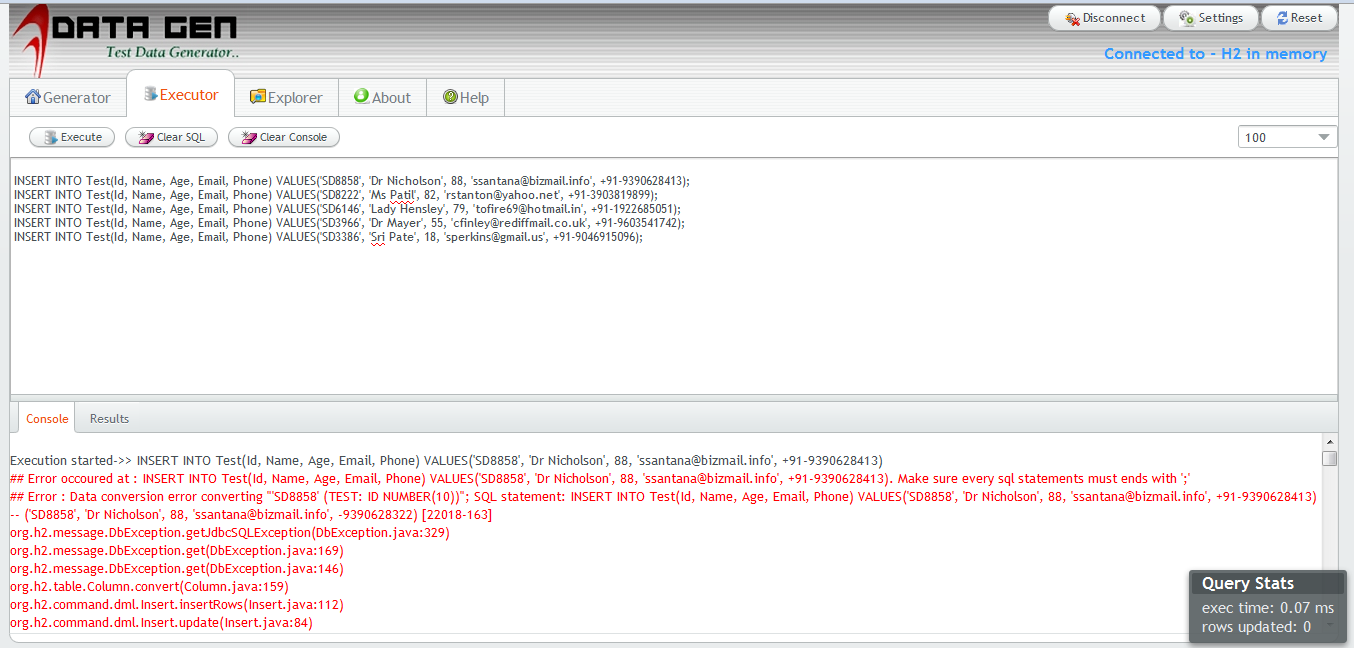 DATA GEN
Test Data Generator..
Disconnect
Settings
Reset
Connected to - H2 in memory
Generator
Executor
Explorer
About
Help
Execute
Clear SQL
Clear Console
100
INSERT INTO Test(Id, Name, Age, Email, Phone) VALUES('SD8858', 'Dr Nicholson', 88, 'ssantana@bizmail.info', +91-9390628413);
INSERT INTO Test(Id, Name, Age, Email, Phone) VALUES('SD8222', 'Ms Patil', 82, 'rstanton@yahoo.net', +91-3903819899);
INSERT INTO Test(Id, Name, Age, Email, Phone) VALUES('SD6146', 'Lady Hensley', 79, 'tofire69@hotmail.in', +91-1922685051);
INSERT INTO Test(Id, Name, Age, Email, Phone) VALUES('SD3966', 'Dr Mayer', 55, 'cfinley@rediffmail.co.uk', +91-9603541742);
INSERT INTO Test(Id, Name, Age, Email, Phone) VALUES('SD3386', 'Sri Pate', 18, 'sperkins@gmail.us', +91-9046915096);
Console
Results
Execution started->> INSERT INTO Test(Id, Name, Age, Email, Phone) VALUES('SD8858', 'Dr Nicholson', 88, 'ssantana@bizmail.info', +91-9390628413)
## Error occoured at : INSERT INTO Test(Id, Name, Age, Email, Phone) VALUES('SD8858', 'Dr Nicholson', 88, 'ssantana@bizmail.info', +91-9390628413). Make sure every sql statements must ends with ';'
## Error : Data conversion error converting "'SD8858' (TEST: ID NUMBER(10))"; SQL statement: INSERT INTO Test(Id, Name, Age, Email, Phone) VALUES('SD8858', 'Dr Nicholson', 88, 'ssantana@bizmail.info', +91-9390628413)
-- ('SD8858', 'Dr Nicholson', 88, 'ssantana@bizmail.info', -9390628322) [22018-163]
org.h2.message.DbException.getJdbcSQLException(DbException.java:329)
org.h2.message.DbException.get(DbException.java:169)
org.h2.message.DbException.get(DbException.java:146)
org.h2.table.Column.convert(Column.java:159)
org.h2.command.dml.Insert.insertRows(Insert.java:112)
org.h2.command.dml.Insert.update(Insert.java:84)
Query Stats
exec time: 0.07 ms
rows updated: 0